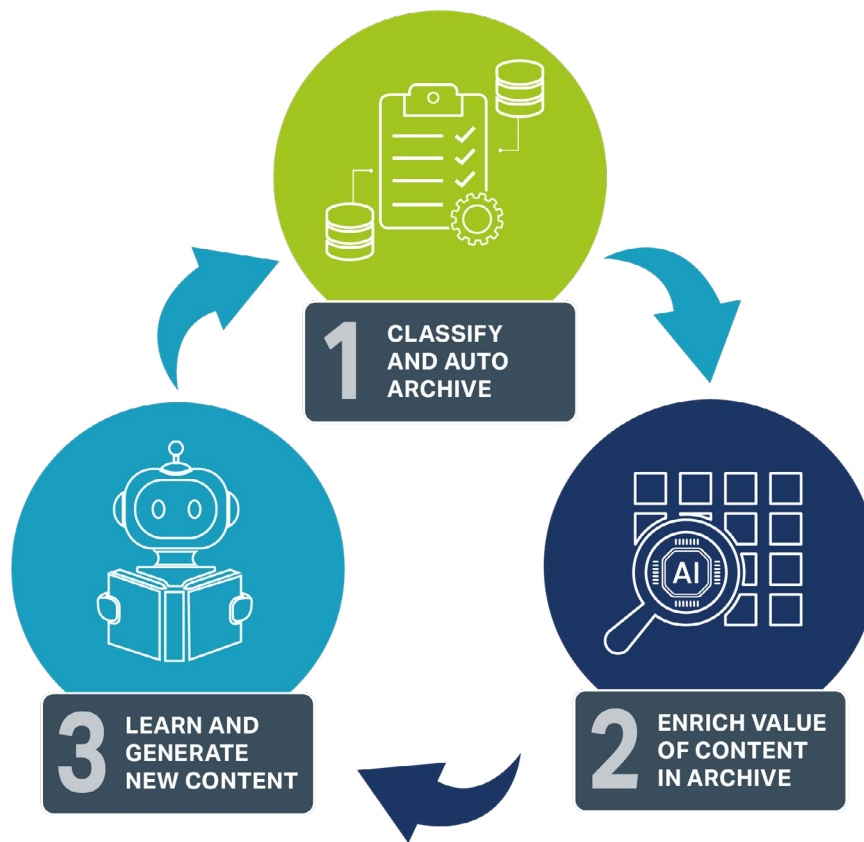 1
CLASSIFY
AND AUTO
ARCHIVE
AI
2
ENRICH VALUE
OF CONTENT
IN ARCHIVE
3
LEARN AND
GENERATE
NEW CONTENT